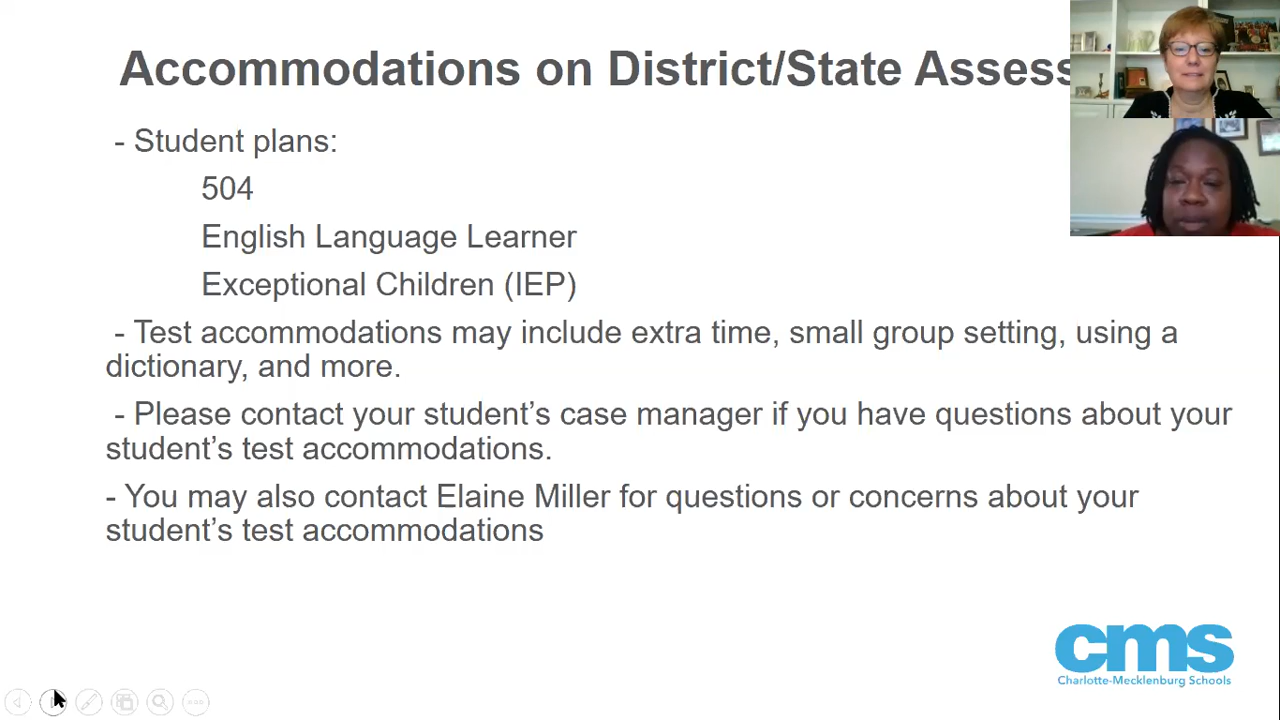 Accommodations on District/State Assess
- Student plans:
504
English Language Learner
Exceptional Children (IEP)
- Test accommodations may include extra time, small group setting, using a
dictionary, and more.
- Please contact your student’s case manager if you have questions about your
student’s test accommodations.
- You may also contact Elaine Miller for questions or concerns about your
student’s test accommodations
cms
Charlotte-Mecklenburg Schools